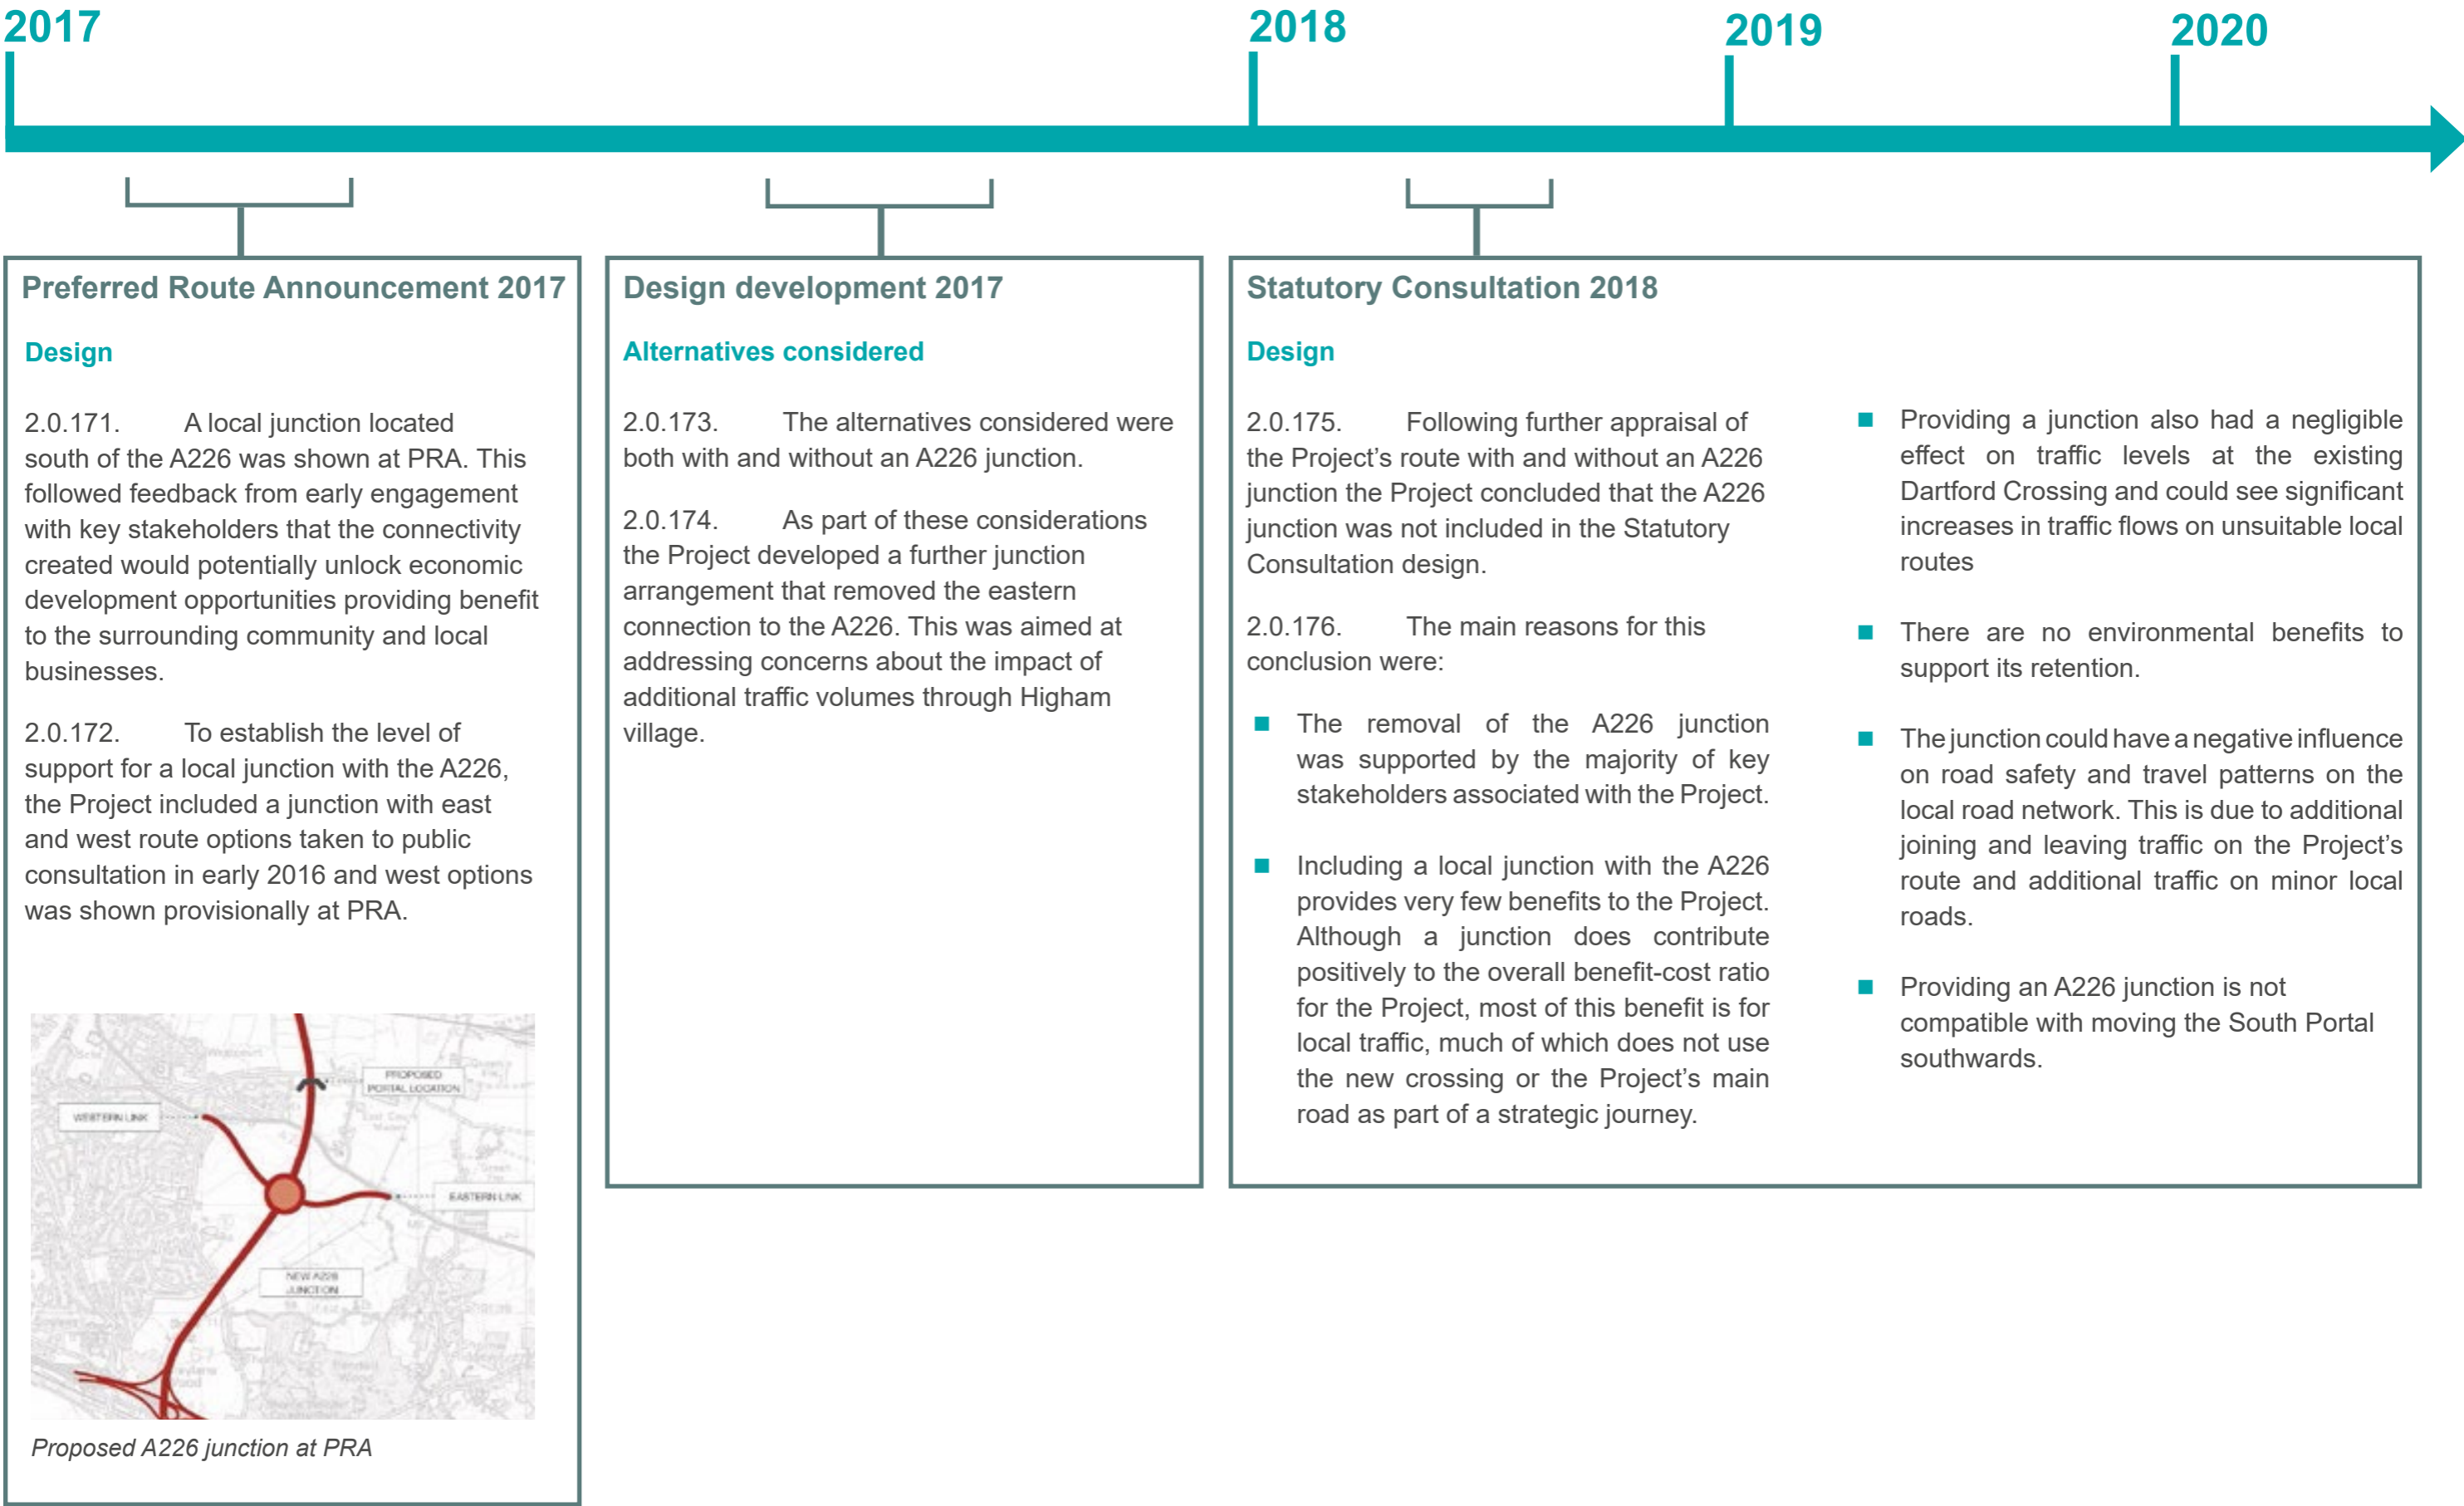 2017
2018
2019
2020
Preferred Route Announcement 2017
Design
2.0.171. A local junction located
south of the A226 was shown at PRA. This
followed feedback from early engagement
with key stakeholders that the connectivity
created would potentially unlock economic
development opportunities providing benefit
to the surrounding community and local
businesses.
2.0.172. To establish the level of
support for a local junction with the A226,
the Project included a junction with east
and west route options taken to public
consultation in early 2016 and west options
was shown provisionally at PRA.
PROPOSED
PORTAL LOCATION
WESTERN LINK
EASTERN LINK
NEW A226
JUNCTION
Proposed A226 junction at PRA
Design development 2017
Alternatives considered
2.0.173. The alternatives considered were
both with and without an A226 junction.
2.0.174. As part of these considerations
the Project developed a further junction
arrangement that removed the eastern
connection to the A226. This was aimed at
addressing concerns about the impact of
additional traffic volumes through Higham
village.
Statutory Consultation 2018
Design
2.0.175. Following further appraisal of
the Project's route with and without an A226
junction the Project concluded that the A226
junction was not included in the Statutory
Consultation design.
2.0.176. The main reasons for this
conclusion were:
The removal of the A226 junction
was supported by the majority of key
stakeholders associated with the Project.
Including a local junction with the A226
provides very few benefits to the Project.
Although a junction does contribute
positively to the overall benefit-cost ratio
for the Project, most of this benefit is for
local traffic, much of which does not use
the new crossing or the Project's main
road as part of a strategic journey.
Providing a junction also had a negligible
effect on traffic levels at the existing
Dartford Crossing and could see significant
increases in traffic flows on unsuitable local
routes
There are no environmental benefits to
support its retention.
The junction could have a negative influence
on road safety and travel patterns on the
local road network. This is due to additional
joining and leaving traffic on the Project's
route and additional traffic on minor local
roads.
Providing an A226 junction is not
compatible with moving the South Portal
southwards.